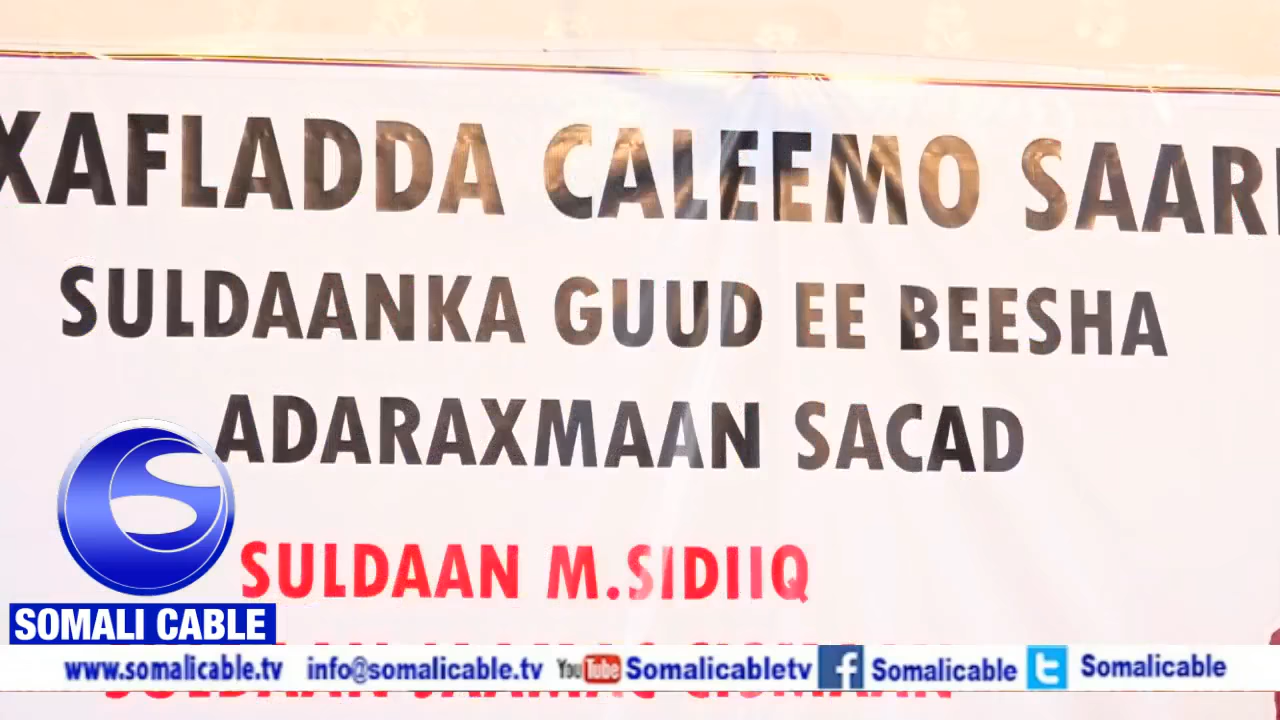 XAFLADDA CALEEMO SAAR
SULDAANKA GUUD EE BEESHA
ADARAXMAAN SACAD
SULDAAN M.SIDIIQ
SOMALI CABLE
www.somalicable.tv info@somalicable.tv YouTube Somalicabletv f Somalicable t Somalicable